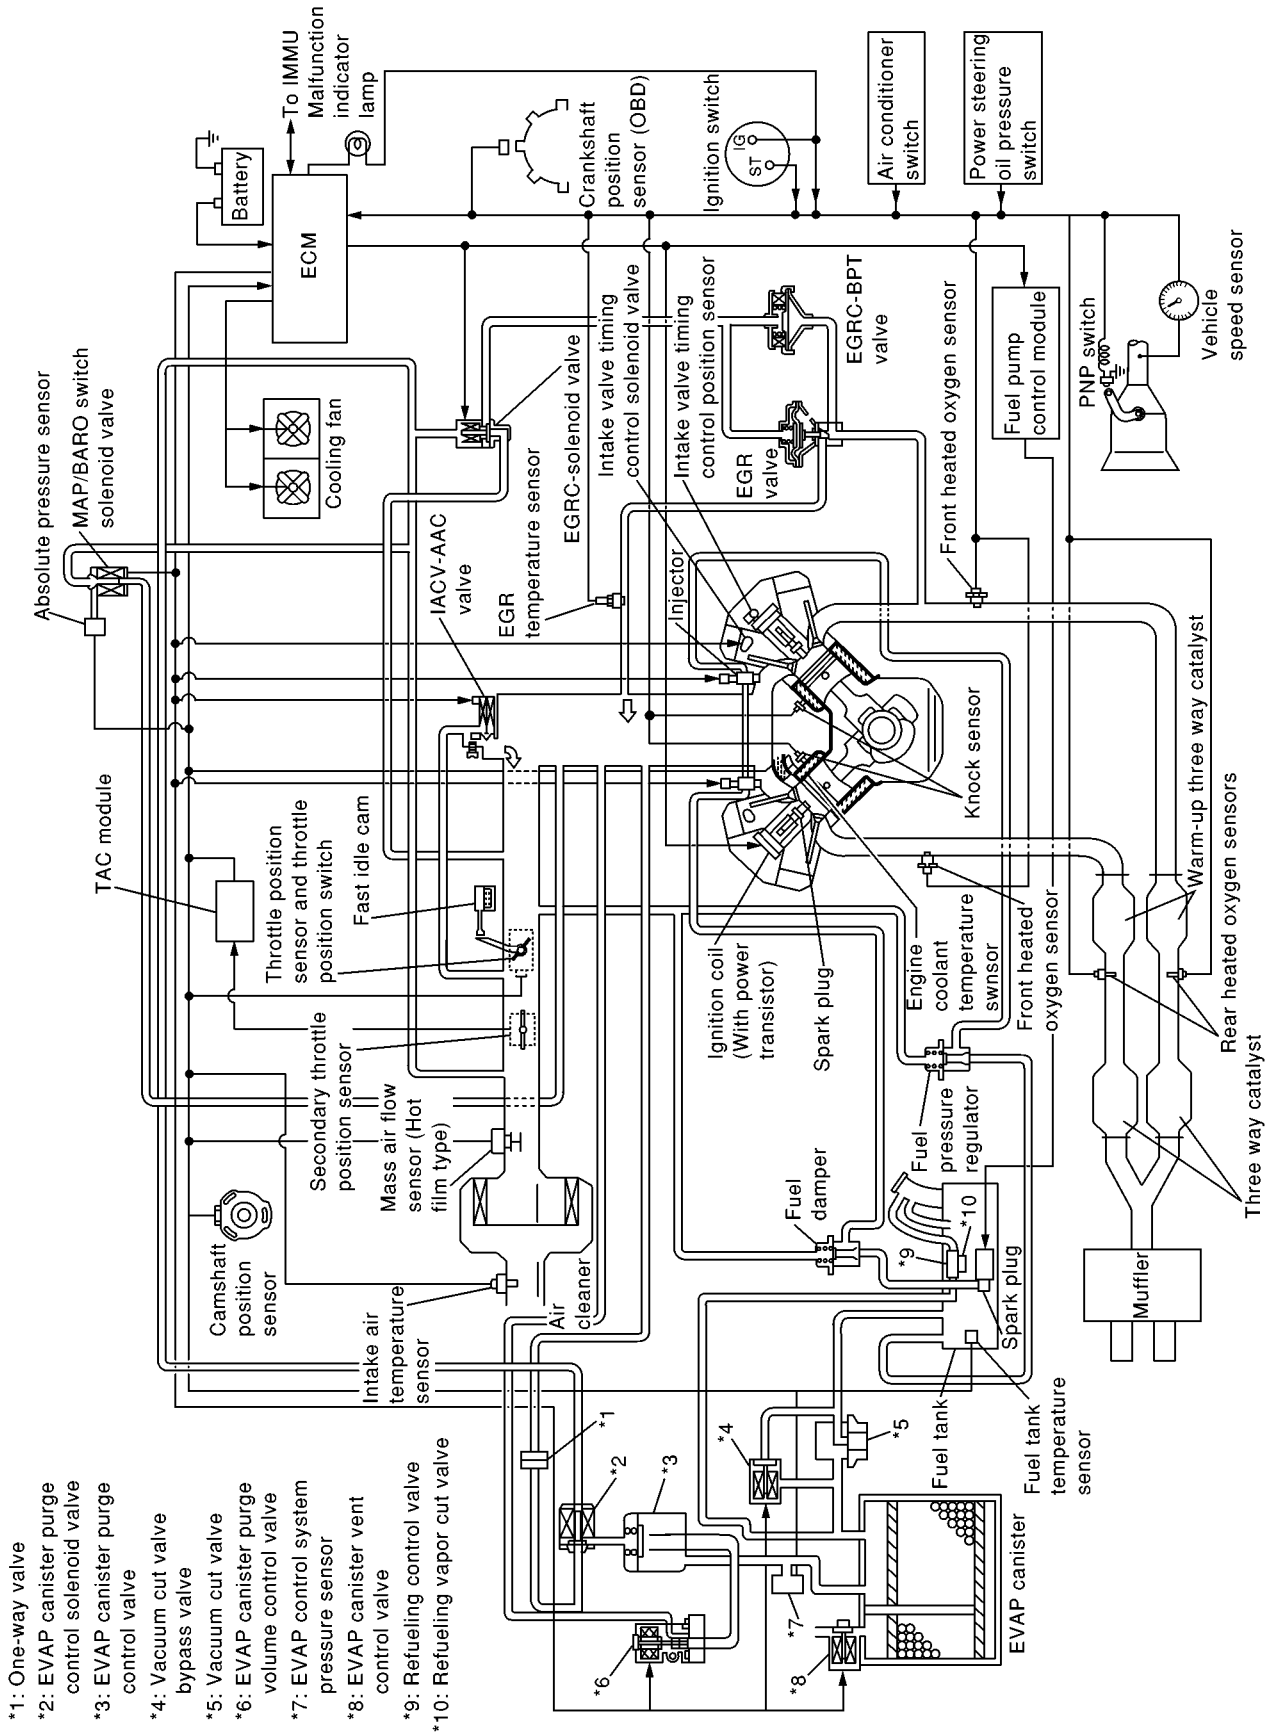 *1: One-way valve
*2: EVAP canister purge
control solenoid valve
*3: EVAP canister purge
control valve
*4: Vacuum cut valve
bypass valve
*5: Vacuum cut valve
*6: EVAP canister purge
volume control valve
*7: EVAP control system
pressure sensor
*8: EVAP canister vent
control valve
*9: Refueling control valve
*10: Refueling vapor cut valve
Camshaft
position
sensor
TAC module
Absolute pressure sensor
MAP/BARO switch
solenoid valve
Cooling fan
Battery
ECM
To IMMU
Malfunction
indicator
lamp
Intake air
temperature
sensor
Secondary throttle
position sensor
Mass air flow
sensor (Hot
film type)
Throttle position
sensor and throttle
position switch
Fast idle cam
IACV-AAC
valve
EGR
temperature sensor
EGRC-solenoid valve
Intake valve timing
control solenoid valve
Intake valve timing
control position sensor
Crankshaft
position
sensor (OBD)
Ignition switch
ST
IG
Air conditioner
switch
Power steering
oil pressure
switch
Air
cleaner
*1
*2
*3
*4
*5
*6
*7
*8
Fuel
damper
*9
*10
Ignition coil
(With power
transistor)
Spark plug
Injector
EGR
valve
EGRC-BPT
valve
Engine
coolant
temperature
swnsor
Knock sensor
Front heated oxygen sensor
Fuel pump
control module
PNP switch
Vehicle
speed sensor
Fuel
pressure
regulator
Front heated
oxygen sensor
Spark plug
Fuel tank
Fuel tank
temperature
sensor
EVAP canister
Muffler
Three way catalyst
Rear heated oxygen sensors
Warm-up three way catalyst